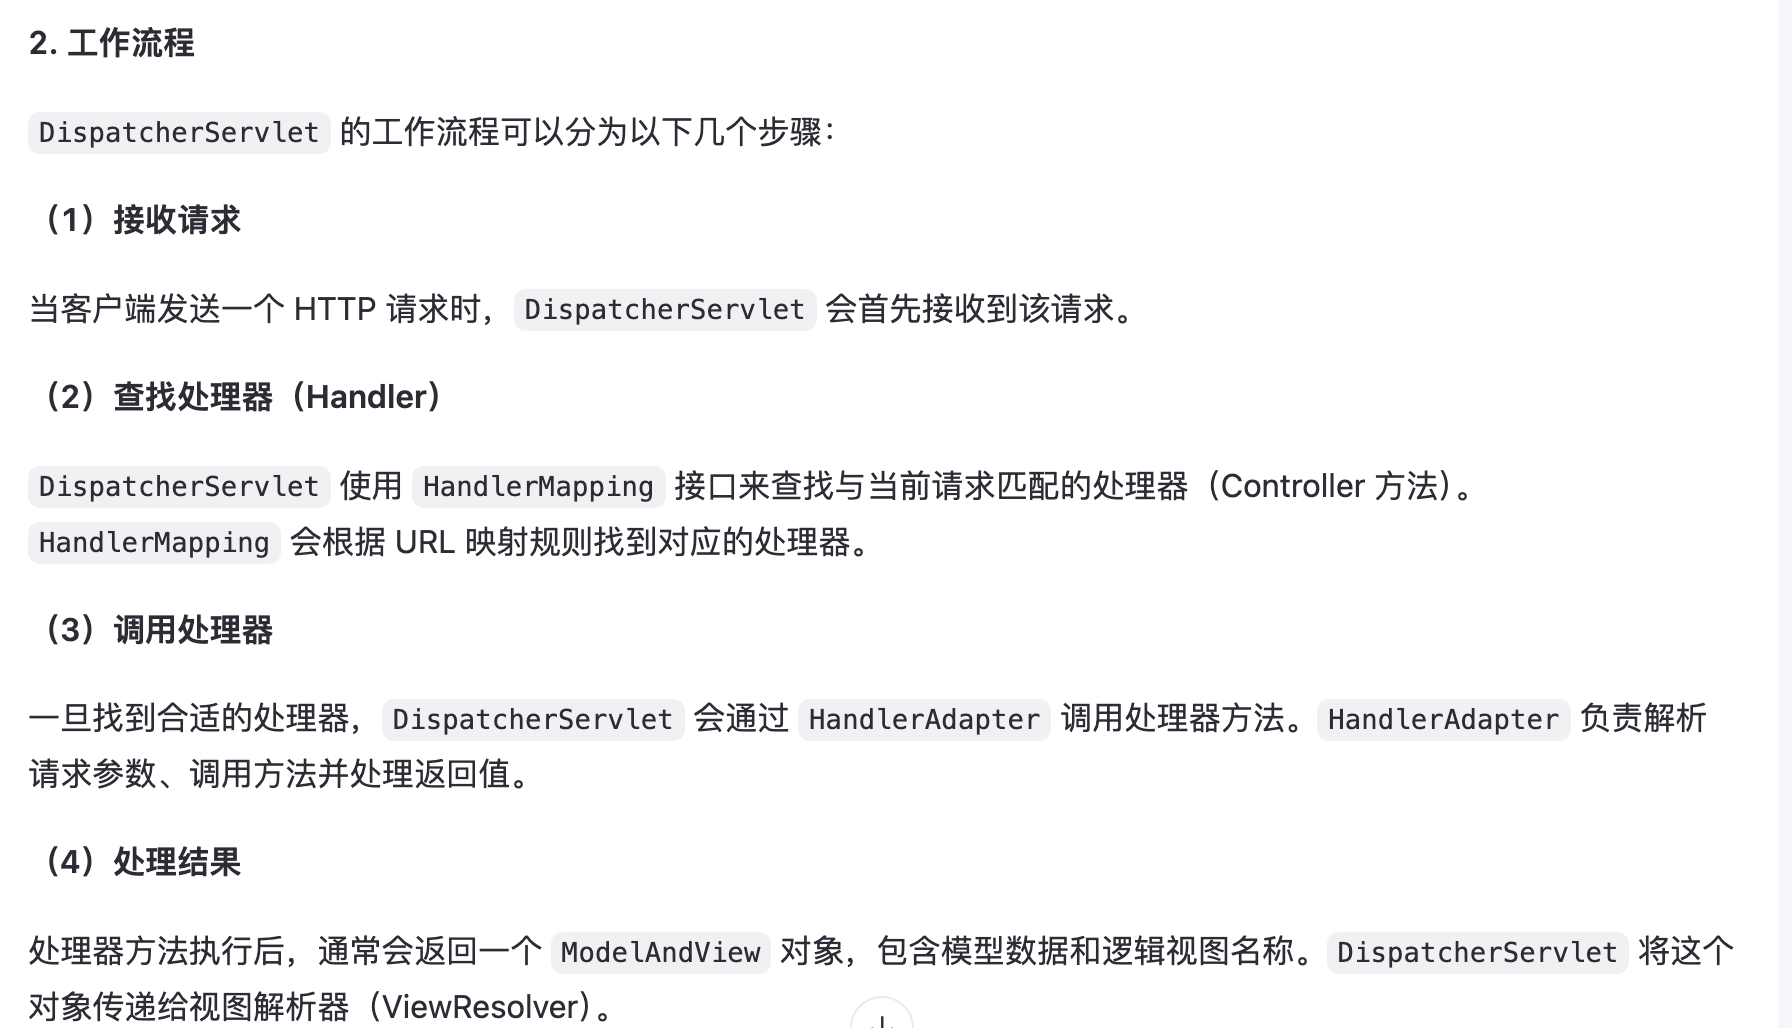 2. 工作流程
DispatcherServlet 的工作流程可以分为以下几个步骤：
（1）接收请求
当客户端发送一个 HTTP 请求时，DispatcherServlet 会首先接收到该请求。
（2）查找处理器（Handler）
DispatcherServlet 使用 HandlerMapping 接口来查找与当前请求匹配的处理器（Controller 方法）。
HandlerMapping 会根据 URL 映射规则找到对应的处理器。
（3）调用处理器
一旦找到合适的处理器，DispatcherServlet 会通过 HandlerAdapter 调用处理器方法。HandlerAdapter 负责解析
请求参数、调用方法并处理返回值。
（4）处理结果
处理器方法执行后，通常会返回一个 ModelAndView 对象，包含模型数据和逻辑视图名称。DispatcherServlet 将这个
对象传递给视图解析器（ViewResolver）。